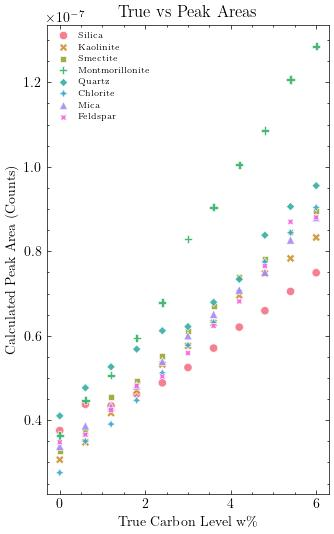 True vs Peak Areas
×10⁻⁷
Silica
Kaolinite
Smectite
Montmorillonite
Quartz
Chlorite
Mica
Feldspar
1.2
1.0
0.8
0.6
0.4
Calculated Peak Area (Counts)
0 2 4 6
True Carbon Level w%